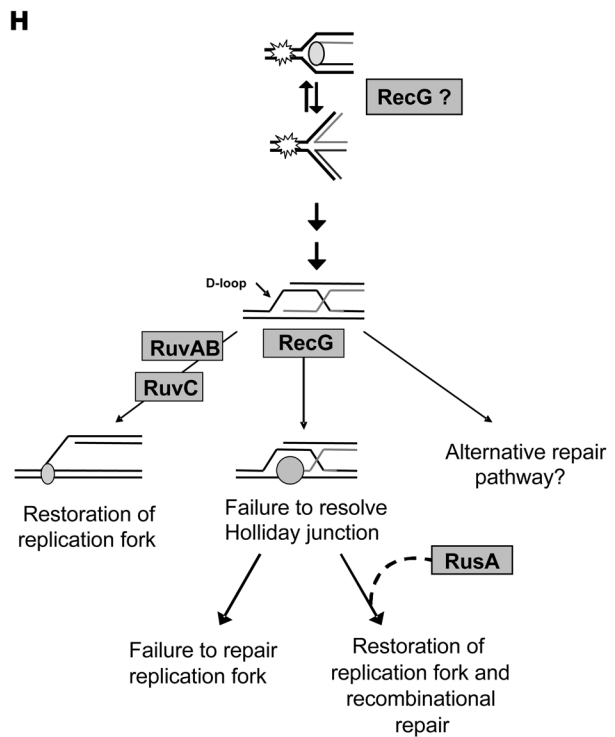 H
RecG ?
D-loop
RuvAB
RecG
RuvC
Restoration of
replication fork
Failure to resolve
Holliday junction
Alternative repair
pathway?
RusA
Failure to repair
replication fork
Restoration of
replication fork and
recombinational
repair